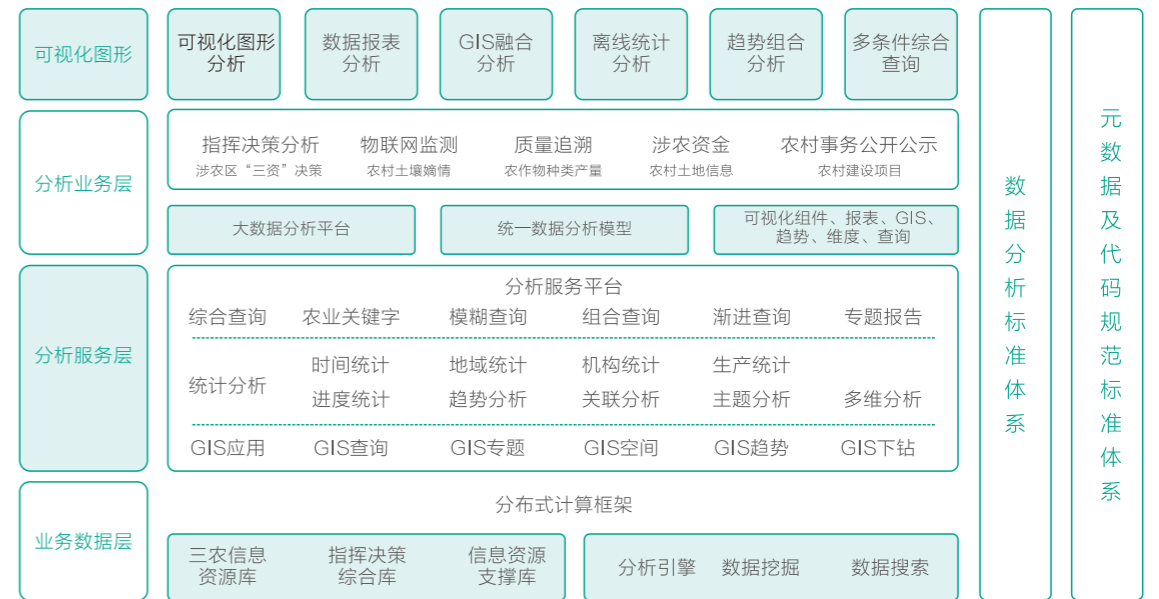 可视化图形
可视化图形
分析
数据报表
分析
GIS融合
分析
离线统计
分析
趋势组合
分析
多条件综合
查询
分析业务层
指挥决策分析 物联网监测 质量追溯 涉农资金 农村事务公开公示
涉农区“三资”决策 农村土壤嫡情 农作物种类产量 农村土地信息 农村建设项目
大数据分析平台
统一数据分析模型
可视化组件、报表、GIS、
趋势、维度、查询
分析服务层
分析服务平台
综合查询 农业关键字 模糊查询 组合查询 渐进查询 专题报告
统计分析
时间统计 地域统计 机构统计 生产统计
进度统计 趋势分析 关联分析 主题分析 多维分析
GIS应用 GIS查询 GIS专题 GIS空间 GIS趋势 GIS下钻
业务数据层
分布式计算框架
三农信息
资源库
指挥决策
综合库
信息资源
支撑库
分析引擎 数据挖掘 数据搜索
数据分析标准体系
元数据及代码规范标准体系